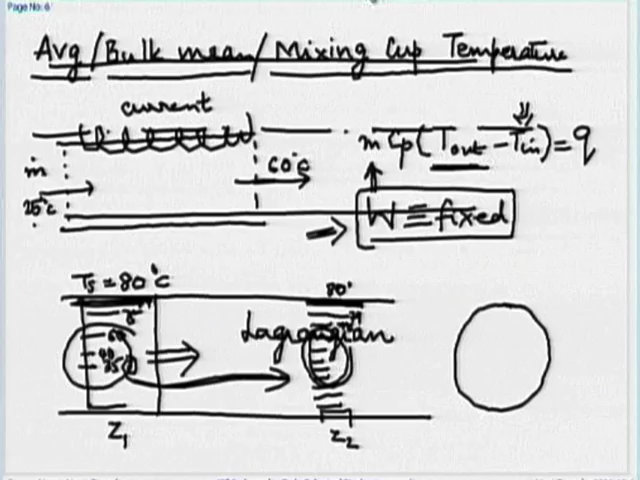 Page No: 6
Avg/Bulk mean/Mixing Cup Temperature
current
ṁ Cp(Tout - Tin) = q
ṁ
60°C
25°C
W ≡ fixed
Ts = 80°C
80°
Lagrangian
60
40
35
Z1
Z2